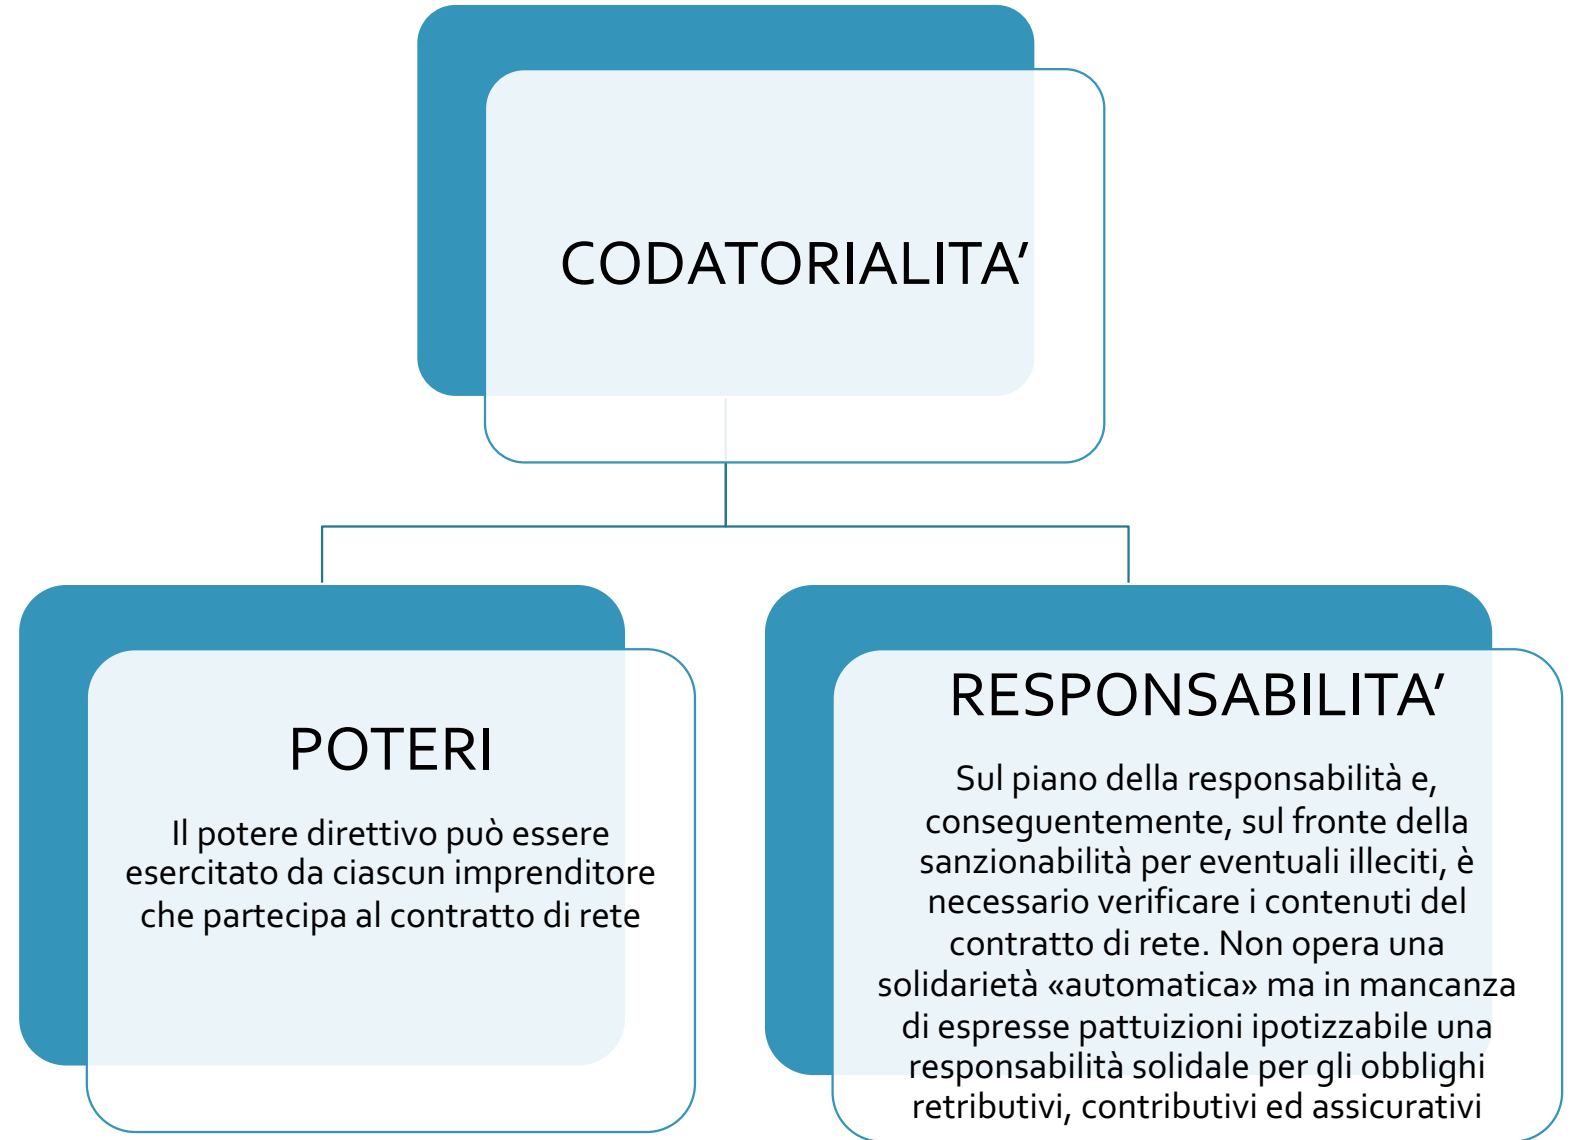 CODATORIALITA’
POTERI
Il potere direttivo può essere
esercitato da ciascun imprenditore
che partecipa al contratto di rete
RESPONSABILITA’
Sul piano della responsabilità e,
conseguentemente, sul fronte della
sanzionabilità per eventuali illeciti, è
necessario verificare i contenuti del
contratto di rete. Non opera una
solidarietà «automatica» ma in mancanza
di espresse pattuizioni ipotizzabile una
responsabilità solidale per gli obblighi
retributivi, contributivi ed assicurativi